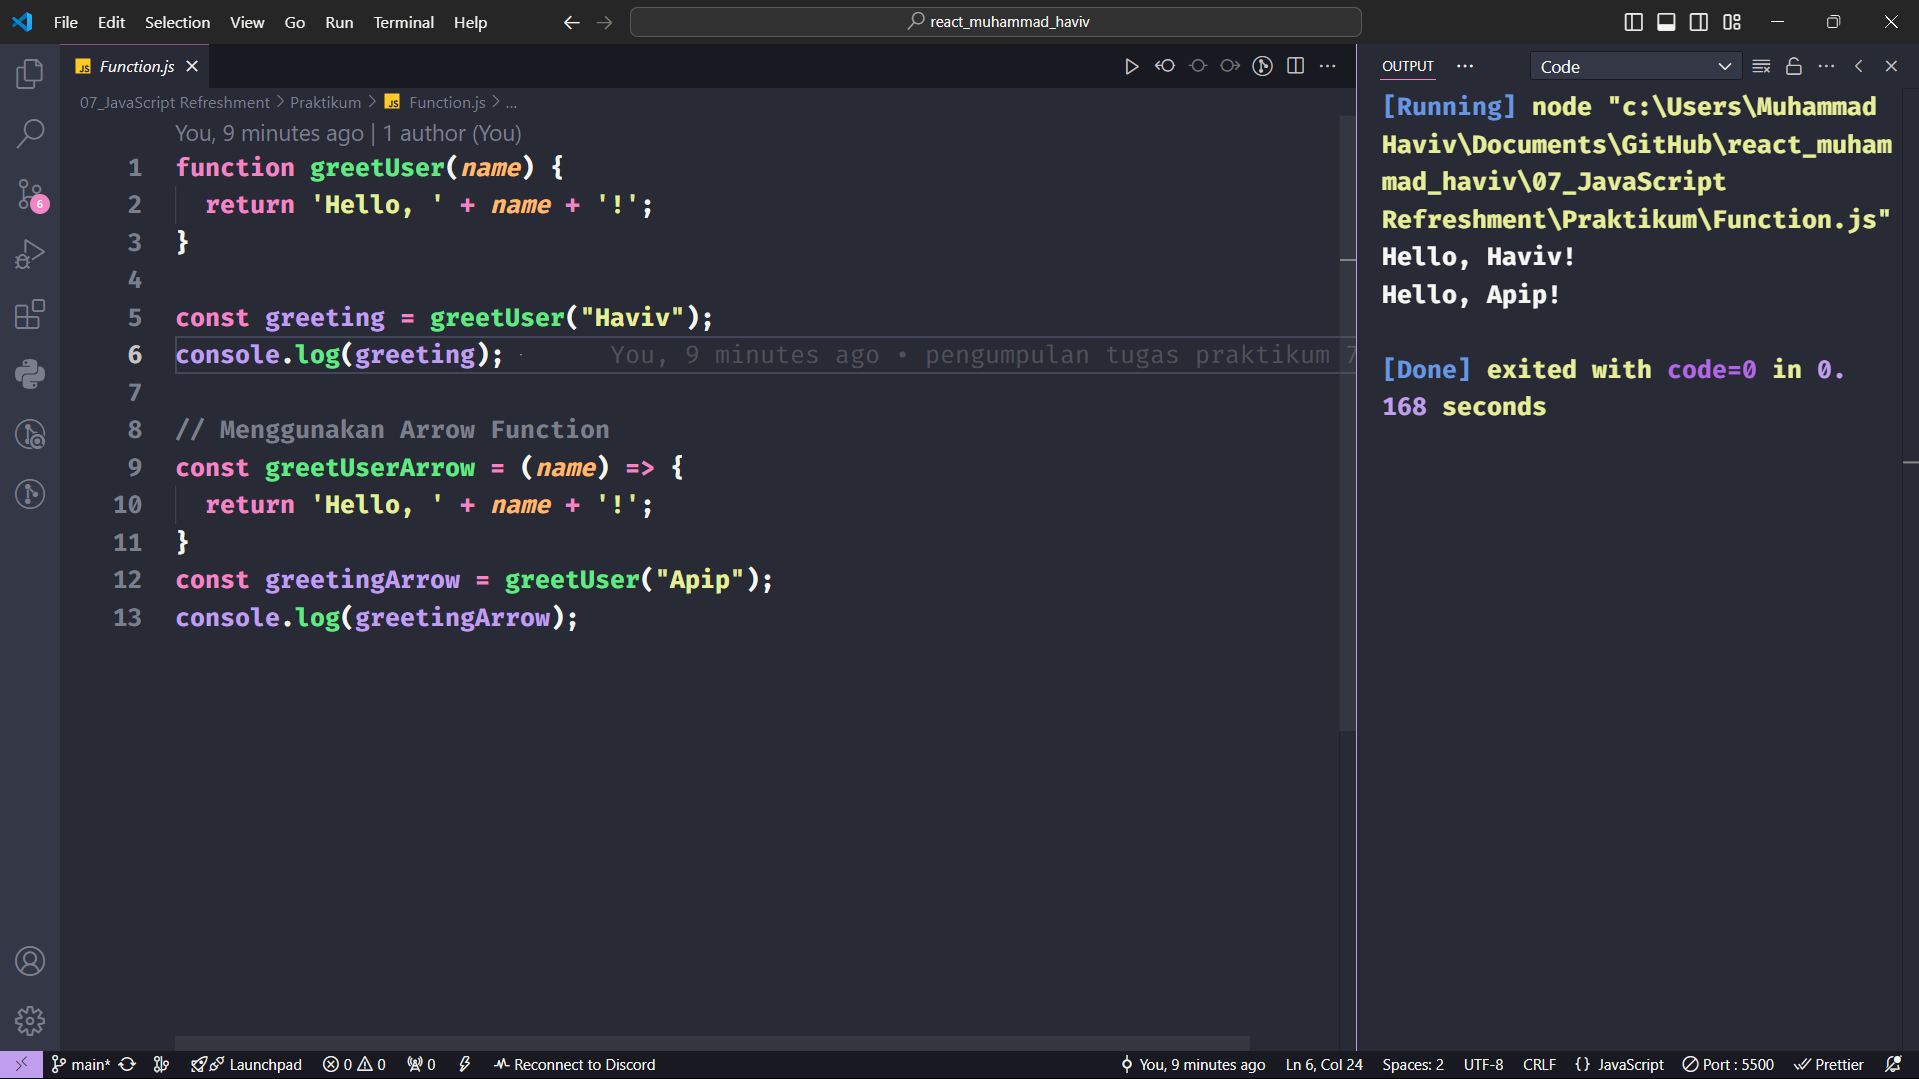 File Edit Selection View Go Run Terminal Help
react_muhammad_haviv
JS Function.js
OUTPUT
Code
07_JavaScript Refreshment > Praktikum > JS Function.js > ...
You, 9 minutes ago | 1 author (You)
1 function greetUser(name) {
2 return 'Hello, ' + name + '!';
3 }
4
5 const greeting = greetUser("Haviv");
6 console.log(greeting); You, 9 minutes ago • pengumpulan tugas praktikum 7
7
8 // Menggunakan Arrow Function
9 const greetUserArrow = (name) => {
10 return 'Hello, ' + name + '!';
11 }
12 const greetingArrow = greetUser("Apip");
13 console.log(greetingArrow);
[Running] node "c:\Users\Muhammad
Haviv\Documents\GitHub\react_muham
mad_haviv\07_JavaScript
Refreshment\Praktikum\Function.js"
Hello, Haviv!
Hello, Apip!
[Done] exited with code=0 in 0.
168 seconds
6
main* Launchpad 0 0 0 Reconnect to Discord You, 9 minutes ago Ln 6, Col 24 Spaces: 2 UTF-8 CRLF {} JavaScript Port : 5500 Prettier